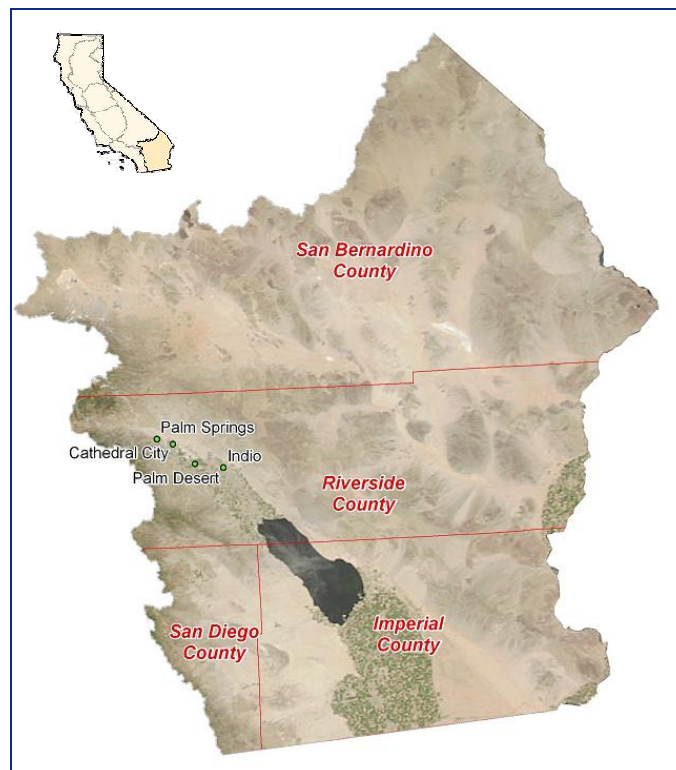 San Bernardino
County
Palm Springs
Cathedral City
Indio
Palm Desert
Riverside
County
San Diego
County
Imperial
County